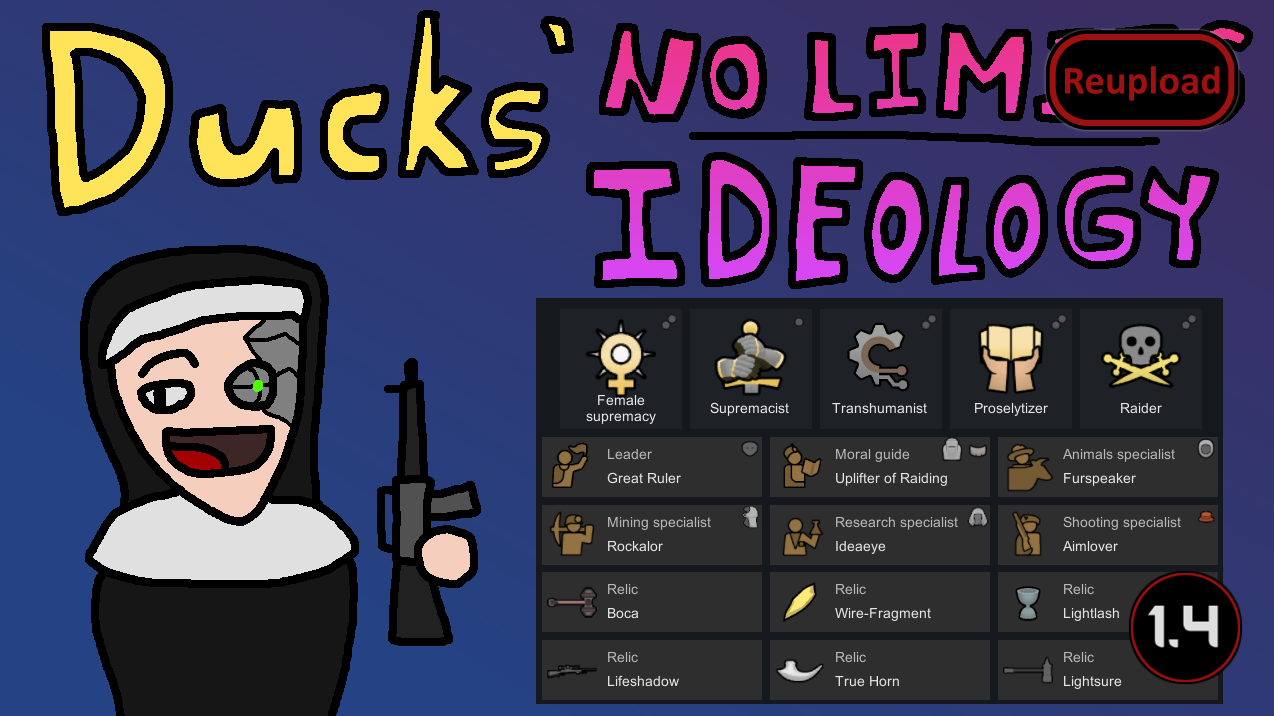 Ducks' NO LIMITS
Reupload
IDEOLOGY
Female
supremacy
Supremacist
Transhumanist
Proselytizer
Raider
Leader
Great Ruler
Moral guide
Uplifter of Raiding
Animals specialist
Furspeaker
Mining specialist
Rockalor
Research specialist
Ideaeye
Shooting specialist
Aimlover
Relic
Boca
Relic
Wire-Fragment
Relic
Lightlash
1.4
Relic
Lifeshadow
Relic
True Horn
Relic
Lightsure